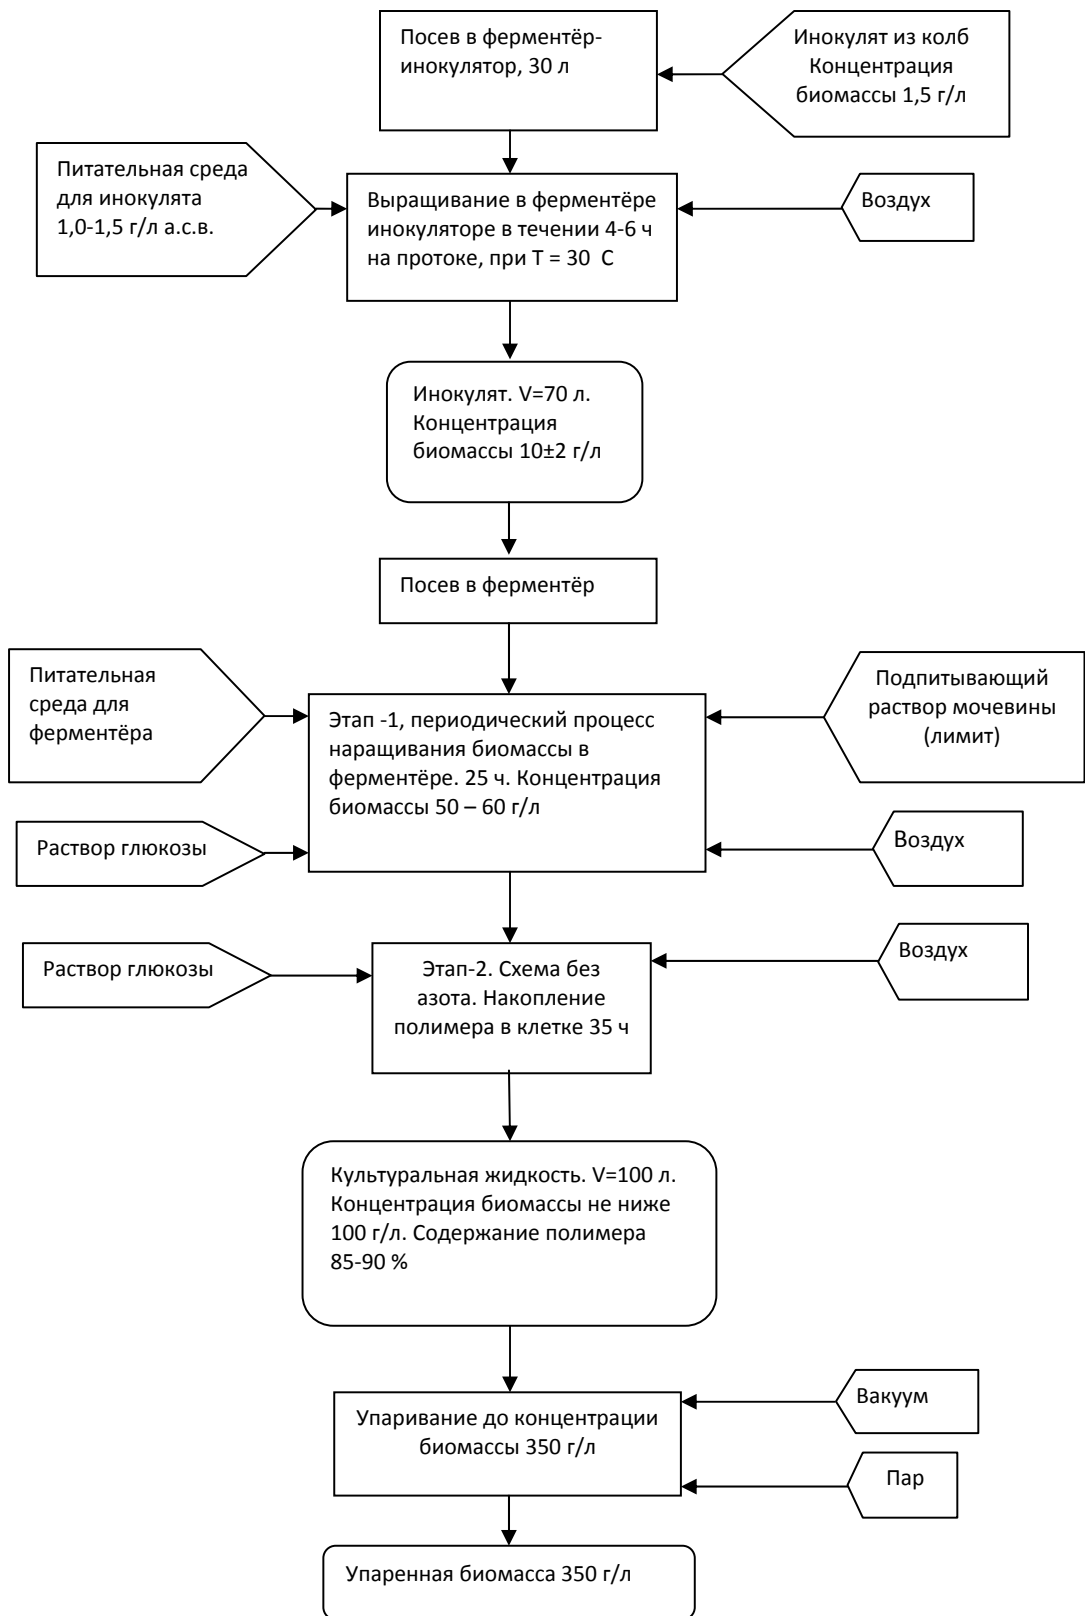 Посев в ферментёр-
инокулятор, 30 л
Инокулят из колб
Концентрация
биомассы 1,5 г/л
Питательная среда
для инокулята
1,0-1,5 г/л а.с.в.
Выращивание в ферментёре
инокуляторе в течении 4-6 ч
на протоке, при Т = 30 С
Воздух
Инокулят. V=70 л.
Концентрация
биомассы 10±2 г/л
Посев в ферментёр
Питательная
среда для
ферментёра
Этап -1, периодический процесс
наращивания биомассы в
ферментёре. 25 ч. Концентрация
биомассы 50 – 60 г/л
Подпитывающий
раствор мочевины
(лимит)
Раствор глюкозы
Воздух
Раствор глюкозы
Этап-2. Схема без
азота. Накопление
полимера в клетке 35 ч
Воздух
Культуральная жидкость. V=100 л.
Концентрация биомассы не ниже
100 г/л. Содержание полимера
85-90 %
Упаривание до концентрации
биомассы 350 г/л
Вакуум
Пар
Упаренная биомасса 350 г/л